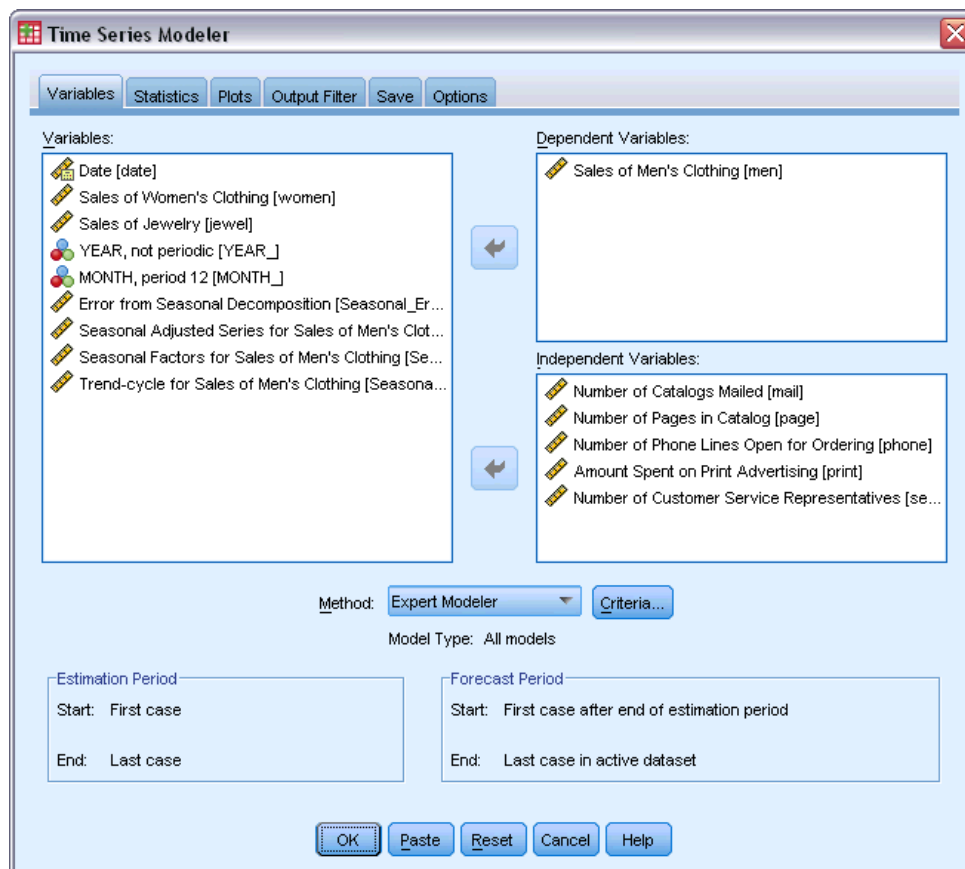 Time Series Modeler
Variables Statistics Plots Output Filter Save Options
Variables:
Date [date]
Sales of Women's Clothing [women]
Sales of Jewelry [jewel]
YEAR, not periodic [YEAR_]
MONTH, period 12 [MONTH_]
Error from Seasonal Decomposition [Seasonal_Er...
Seasonal Adjusted Series for Sales of Men's Clot...
Seasonal Factors for Sales of Men's Clothing [Se...
Trend-cycle for Sales of Men's Clothing [Seasona...
Dependent Variables:
Sales of Men's Clothing [men]
Independent Variables:
Number of Catalogs Mailed [mail]
Number of Pages in Catalog [page]
Number of Phone Lines Open for Ordering [phone]
Amount Spent on Print Advertising [print]
Number of Customer Service Representatives [se...
Method: Expert Modeler Criteria...
Model Type: All models
Estimation Period
Start: First case
End: Last case
Forecast Period
Start: First case after end of estimation period
End: Last case in active dataset
OK Paste Reset Cancel Help